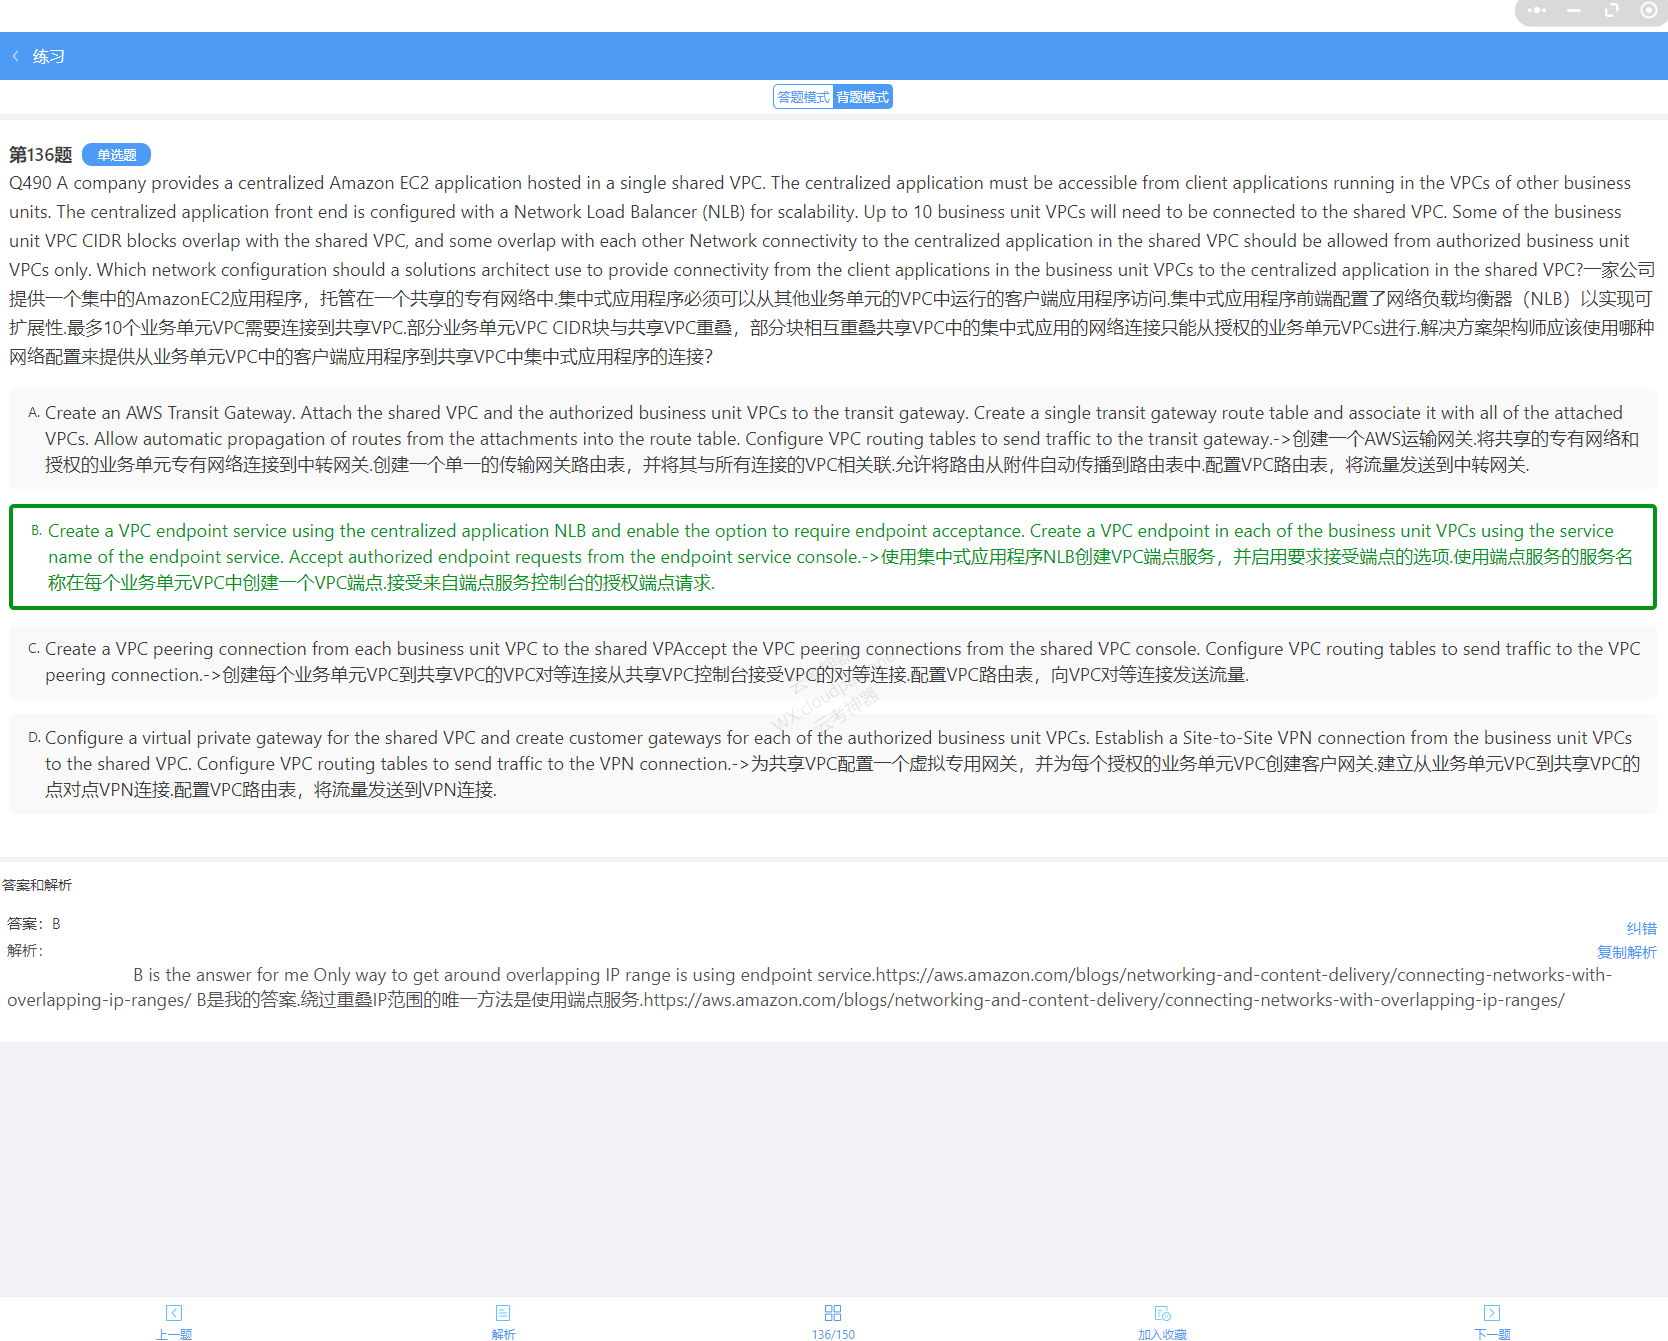 练习
答题模式 背题模式
第136题 单选题
Q490 A company provides a centralized Amazon EC2 application hosted in a single shared VPC. The centralized application must be accessible from client applications running in the VPCs of other business
units. The centralized application front end is configured with a Network Load Balancer (NLB) for scalability. Up to 10 business unit VPCs will need to be connected to the shared VPC. Some of the business
unit VPC CIDR blocks overlap with the shared VPC, and some overlap with each other Network connectivity to the centralized application in the shared VPC should be allowed from authorized business unit
VPCs only. Which network configuration should a solutions architect use to provide connectivity from the client applications in the business unit VPCs to the centralized application in the shared VPC?一家公司
提供一个集中的AmazonEC2应用程序，托管在一个共享的专有网络中.集中式应用程序必须可以从其他业务单元的VPC中运行的客户端应用程序访问.集中式应用程序前端配置了网络负载均衡器（NLB）以实现可
扩展性.最多10个业务单元VPC需要连接到共享VPC.部分业务单元VPC CIDR块与共享VPC重叠，部分块相互重叠共享VPC中的集中式应用的网络连接只能从授权的业务单元VPCs进行.解决方案架构师应该使用哪种
网络配置来提供从业务单元VPC中的客户端应用程序到共享VPC中集中式应用程序的连接？
A. Create an AWS Transit Gateway. Attach the shared VPC and the authorized business unit VPCs to the transit gateway. Create a single transit gateway route table and associate it with all of the attached
VPCs. Allow automatic propagation of routes from the attachments into the route table. Configure VPC routing tables to send traffic to the transit gateway.->创建一个AWS运输网关.将共享的专有网络和
授权的业务单元专有网络连接到中转网关.创建一个单一的传输网关路由表，并将其与所有连接的VPC相关联.允许将路由从附件自动传播到路由表中.配置VPC路由表，将流量发送到中转网关.
B. Create a VPC endpoint service using the centralized application NLB and enable the option to require endpoint acceptance. Create a VPC endpoint in each of the business unit VPCs using the service
name of the endpoint service. Accept authorized endpoint requests from the endpoint service console.->使用集中式应用程序NLB创建VPC端点服务，并启用要求接受端点的选项.使用端点服务的服务名
称在每个业务单元VPC中创建一个VPC端点.接受来自端点服务控制台的授权端点请求.
C. Create a VPC peering connection from each business unit VPC to the shared VPAccept the VPC peering connections from the shared VPC console. Configure VPC routing tables to send traffic to the VPC
peering connection.->创建每个业务单元VPC到共享VPC的VPC对等连接从共享VPC控制台接受VPC的对等连接.配置VPC路由表，向VPC对等连接发送流量.
D. Configure a virtual private gateway for the shared VPC and create customer gateways for each of the authorized business unit VPCs. Establish a Site-to-Site VPN connection from the business unit VPCs
to the shared VPC. Configure VPC routing tables to send traffic to the VPN connection.->为共享VPC配置一个虚拟专用网关，并为每个授权的业务单元VPC创建客户网关.建立从业务单元VPC到共享VPC的
点对点VPN连接.配置VPC路由表，将流量发送到VPN连接.
云考神器
答案和解析
答案：B
纠错
解析：
复制解析
B is the answer for me Only way to get around overlapping IP range is using endpoint service.https://aws.amazon.com/blogs/networking-and-content-delivery/connecting-networks-with-
overlapping-ip-ranges/ B是我的答案.绕过重叠IP范围的唯一方法是使用端点服务.https://aws.amazon.com/blogs/networking-and-content-delivery/connecting-networks-with-overlapping-ip-ranges/
上一题 解析 136/150 加入收藏 下一题